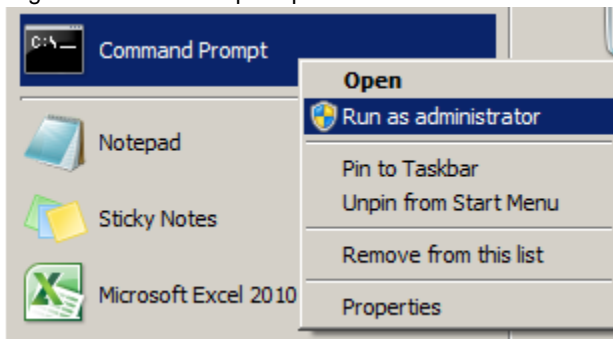 C:\
Command Prompt
Open
Run as administrator
Notepad
Pin to Taskbar
Unpin from Start Menu
Sticky Notes
Remove from this list
Microsoft Excel 2010
Properties